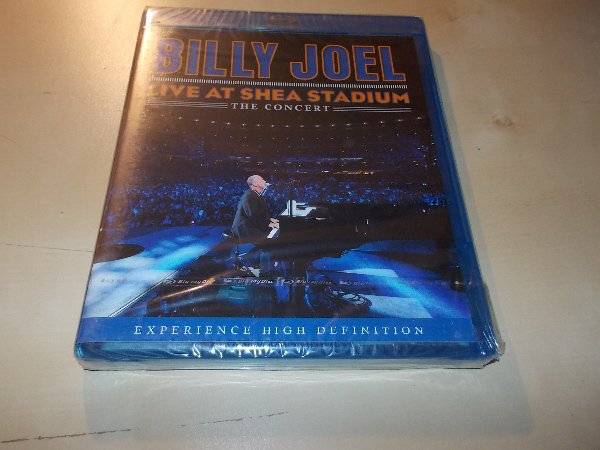 BILLY JOEL
LIVE AT SHEA STADIUM
THE CONCERT
EXPERIENCE HIGH DEFINITION